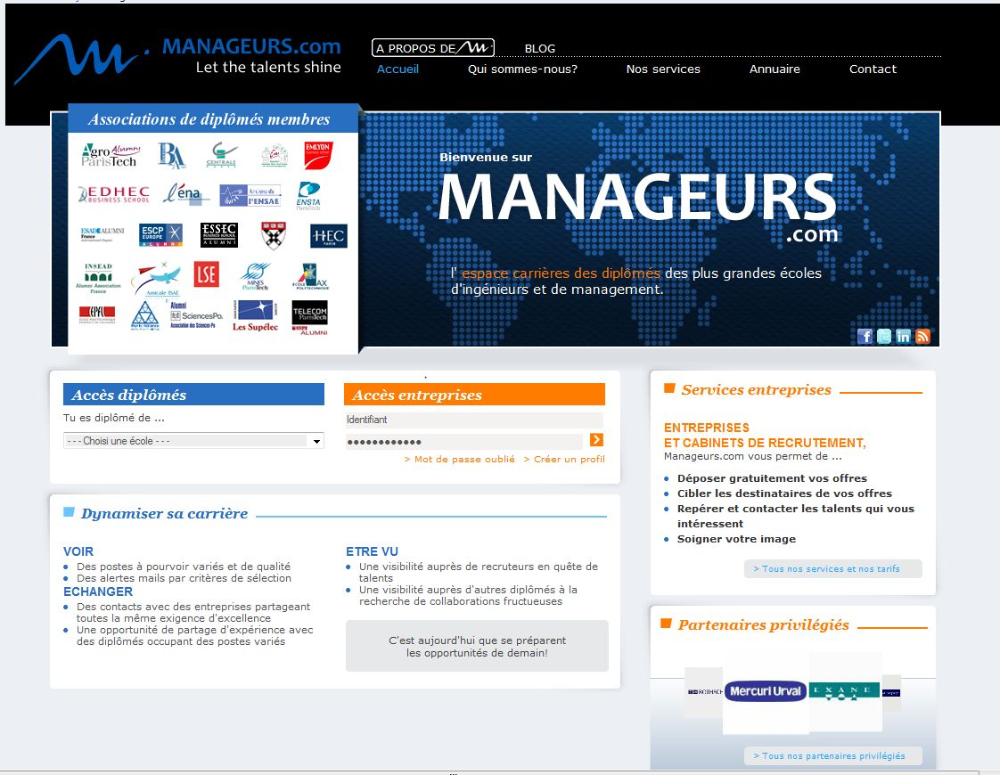 MANAGEURS.com
Let the talents shine
A PROPOS DE
BLOG
Accueil
Qui sommes-nous?
Nos services
Annuaire
Contact
Associations de diplômés membres
Agro Alumni
ParisTech
CENTRALE
EMLYON
EDHEC
BUSINESS SCHOOL
l'éna
Anciens de
l'ENSAE
ENSTA
ParisTech
ESADEALUMNI
France
ESCP
EUROPE
ALUMNI
ESSEC
BUSINESS SCHOOL
ALUMNI
HEC
PARIS
INSEAD
Alumni Association
France
Amicale ISAE
LSE
MINES
ParisTech
POLYTECHNIQUE
EPFL
Alumni
SciencesPo.
Association des Sciences-Po
Les Supélec
TELECOM
ParisTech
ALUMNI
Bienvenue sur
MANAGEURS
.com
l' espace carrières des diplômés des plus grandes écoles
d'ingénieurs et de management.
Accès diplômés
Tu es diplômé de ...
- - - Choisi une école - - -
Accès entreprises
Identifiant
> Mot de passe oublié > Créer un profil
Dynamiser sa carrière
VOIR
Des postes à pourvoir variés et de qualité
Des alertes mails par critères de sélection
ECHANGER
Des contacts avec des entreprises partageant
toutes la même exigence d'excellence
Une opportunité de partage d'expérience avec
des diplômés occupant des postes variés
ETRE VU
Une visibilité auprès de recruteurs en quête de
talents
Une visibilité auprès d'autres diplômés à la
recherche de collaborations fructueuses
C'est aujourd'hui que se préparent
les opportunités de demain!
Services entreprises
ENTREPRISES
ET CABINETS DE RECRUTEMENT,
Manageurs.com vous permet de ...
Déposer gratuitement vos offres
Cibler les destinataires de vos offres
Repérer et contacter les talents qui vous
intéressent
Soigner votre image
> Tous nos services et nos tarifs
Partenaires privilégiés
Mercuri Urval
EXANE
> Tous nos partenaires privilégiés